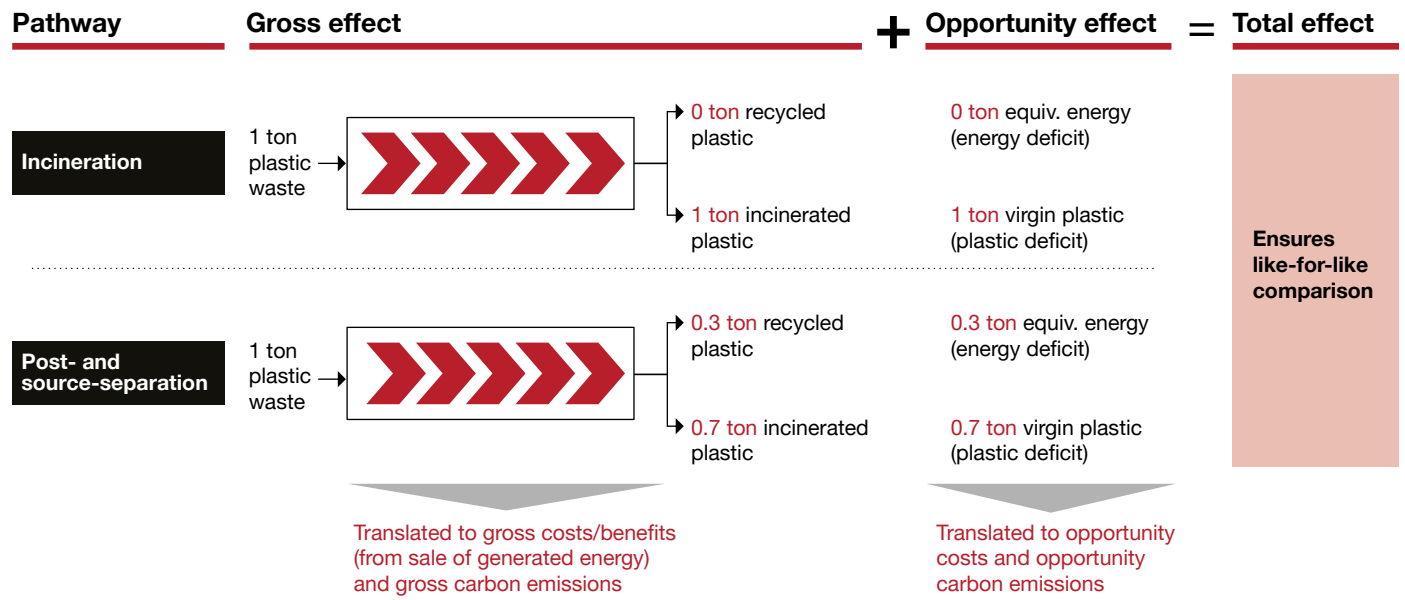 Pathway
Gross effect
+
Opportunity effect
=
Total effect
Incineration
1 ton
plastic
waste
0 ton recycled
plastic
1 ton incinerated
plastic
0 ton equiv. energy
(energy deficit)
1 ton virgin plastic
(plastic deficit)
Ensures
like-for-like
comparison
Post- and
source-separation
1 ton
plastic
waste
0.3 ton recycled
plastic
0.7 ton incinerated
plastic
0.3 ton equiv. energy
(energy deficit)
0.7 ton virgin plastic
(plastic deficit)
Translated to gross costs/benefits
(from sale of generated energy)
and gross carbon emissions
Translated to opportunity
costs and opportunity
carbon emissions